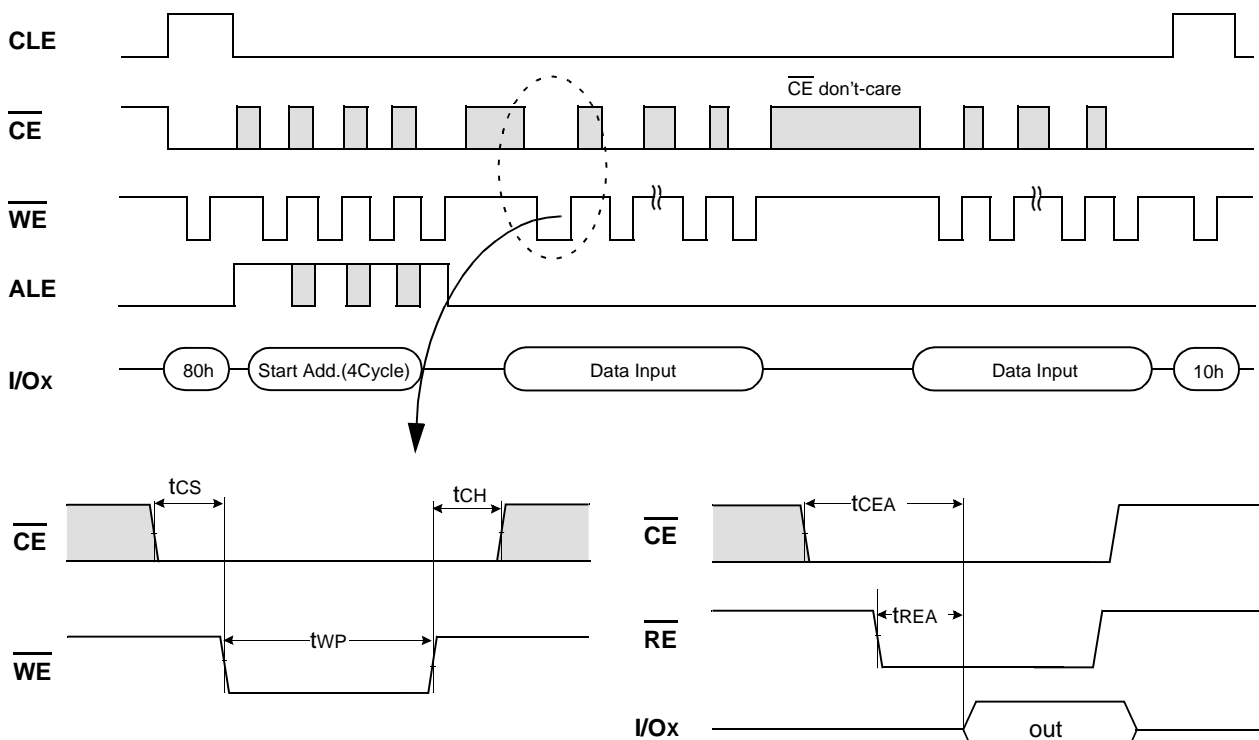 CLE
CE don't-care
CE
WE
ALE
I/Ox
80h
Start Add.(4Cycle)
Data Input
Data Input
10h
tCS
tCH
CE
tWP
WE
tCEA
CE
tREA
RE
I/Ox
out